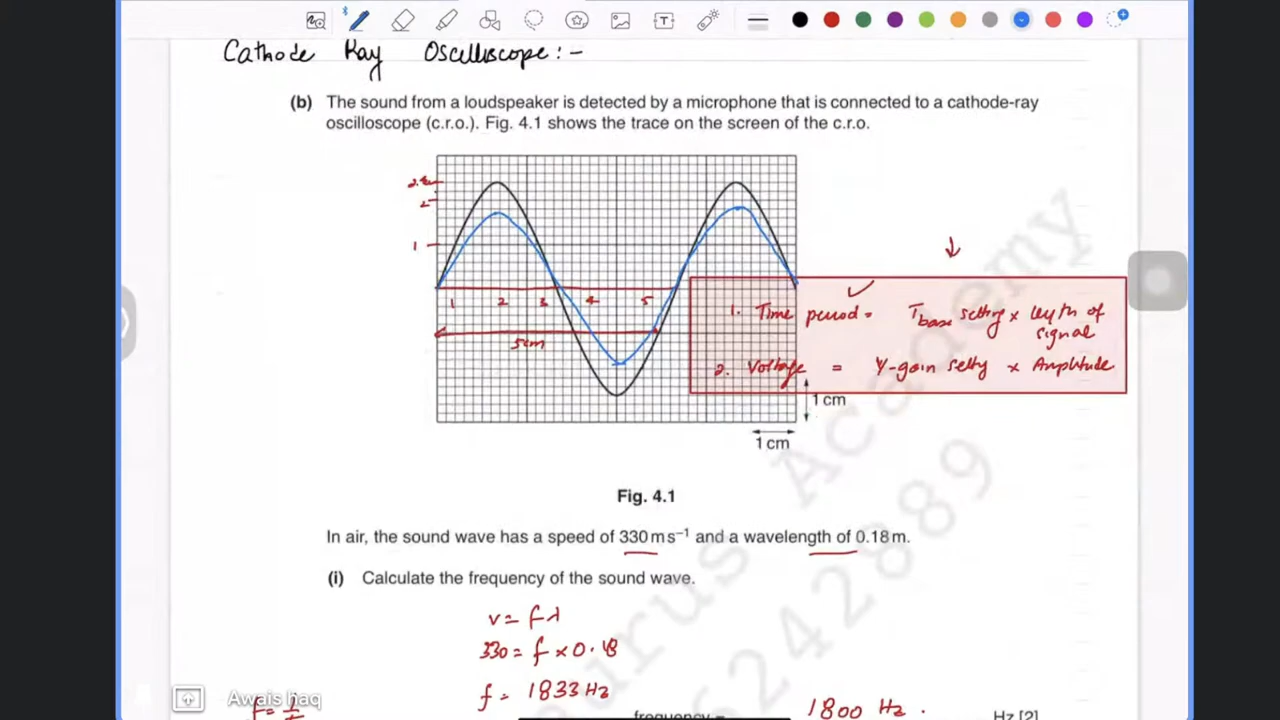 Cathode Ray Oscilliscope :-
(b) The sound from a loudspeaker is detected by a microphone that is connected to a cathode-ray
oscilloscope (c.r.o.). Fig. 4.1 shows the trace on the screen of the c.r.o.
2
1
1 2 3 4 5
5cm
1. Time period = Tbase setting × length of
signal
2. Voltage = Y-gain setting × Amplitude
1 cm
1 cm
Fig. 4.1
In air, the sound wave has a speed of 330 m s⁻¹ and a wavelength of 0.18 m.
(i) Calculate the frequency of the sound wave.
v = fλ
330 = f × 0.18
f = 1833 Hz
Awais haq
frequency = 1800 Hz . Hz [2]
Academy